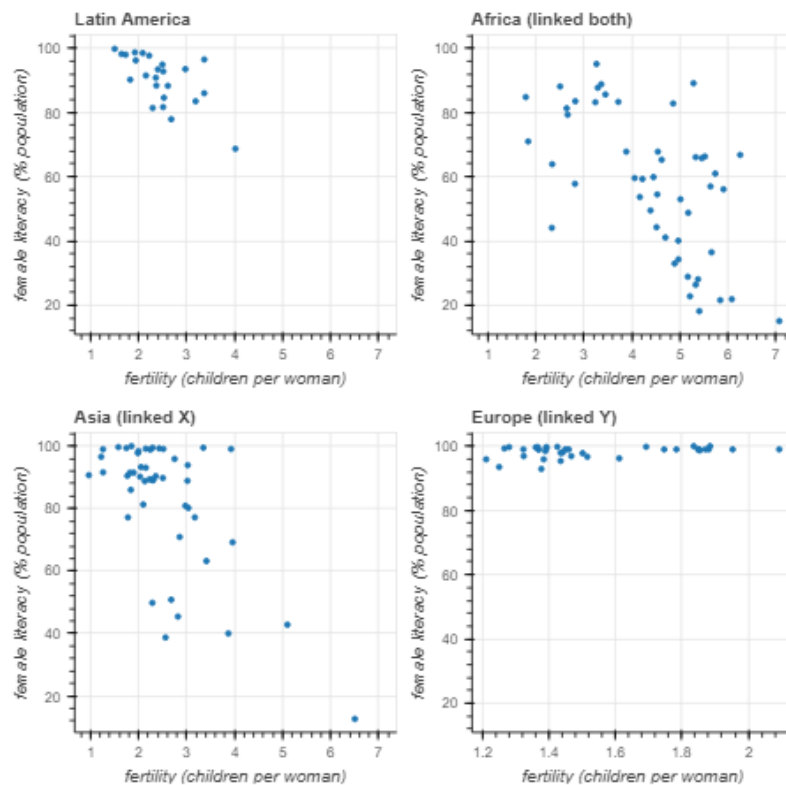 Latin America
100
80
60
40
20
female literacy (% population)
1 2 3 4 5 6 7
fertility (children per woman)
Africa (linked both)
100
80
60
40
20
female literacy (% population)
1 2 3 4 5 6 7
fertility (children per woman)
Asia (linked X)
100
80
60
40
20
female literacy (% population)
1 2 3 4 5 6 7
fertility (children per woman)
Europe (linked Y)
100
80
60
40
20
female literacy (% population)
1.2 1.4 1.6 1.8 2
fertility (children per woman)